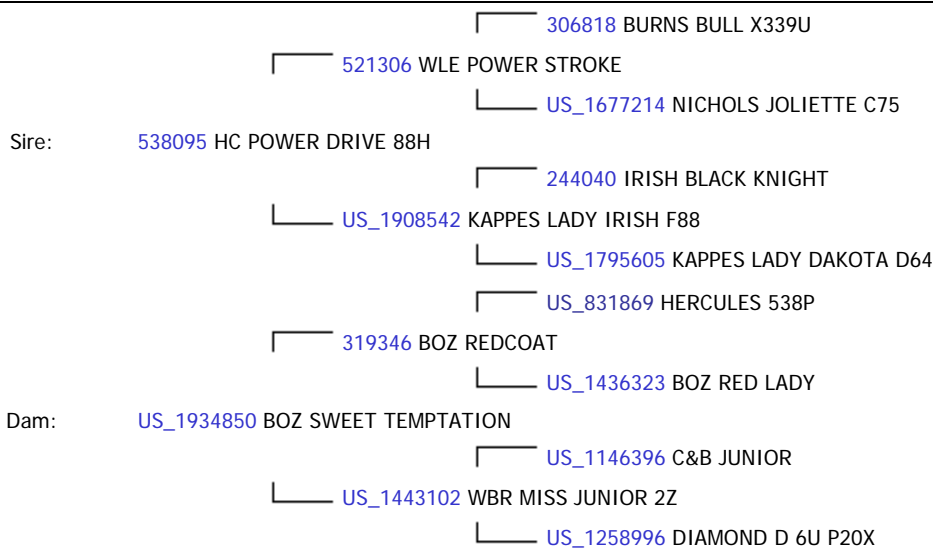 306818 BURNS BULL X339U
521306 WLE POWER STROKE
US_1677214 NICHOLS JOLIETTE C75
Sire: 538095 HC POWER DRIVE 88H
244040 IRISH BLACK KNIGHT
US_1908542 KAPPES LADY IRISH F88
US_1795605 KAPPES LADY DAKOTA D64
US_831869 HERCULES 538P
319346 BOZ REDCOAT
US_1436323 BOZ RED LADY
Dam: US_1934850 BOZ SWEET TEMPTATION
US_1146396 C&B JUNIOR
US_1443102 WBR MISS JUNIOR 2Z
US_1258996 DIAMOND D 6U P20X